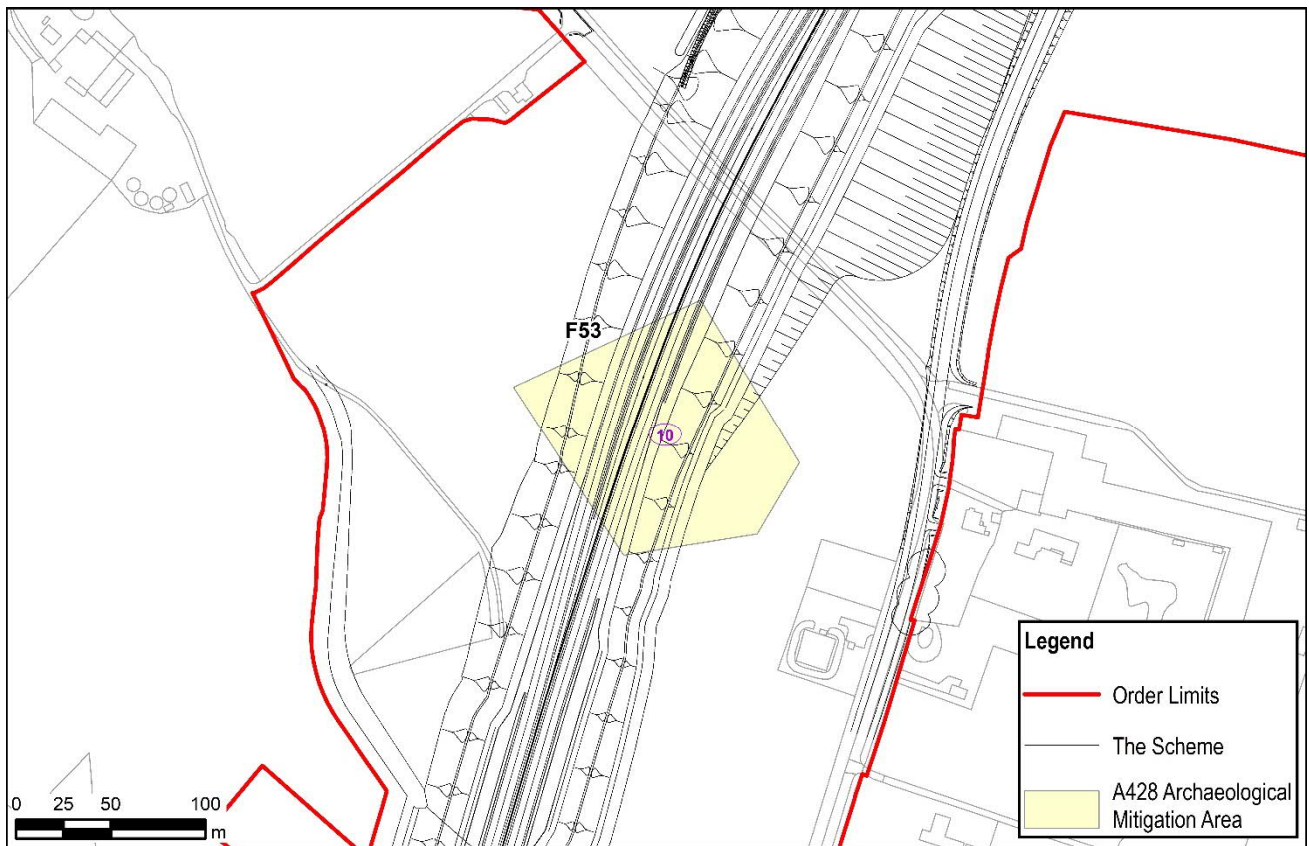 F53
10
Legend
Order Limits
The Scheme
A428 Archaeological
Mitigation Area
0 25 50 100
m